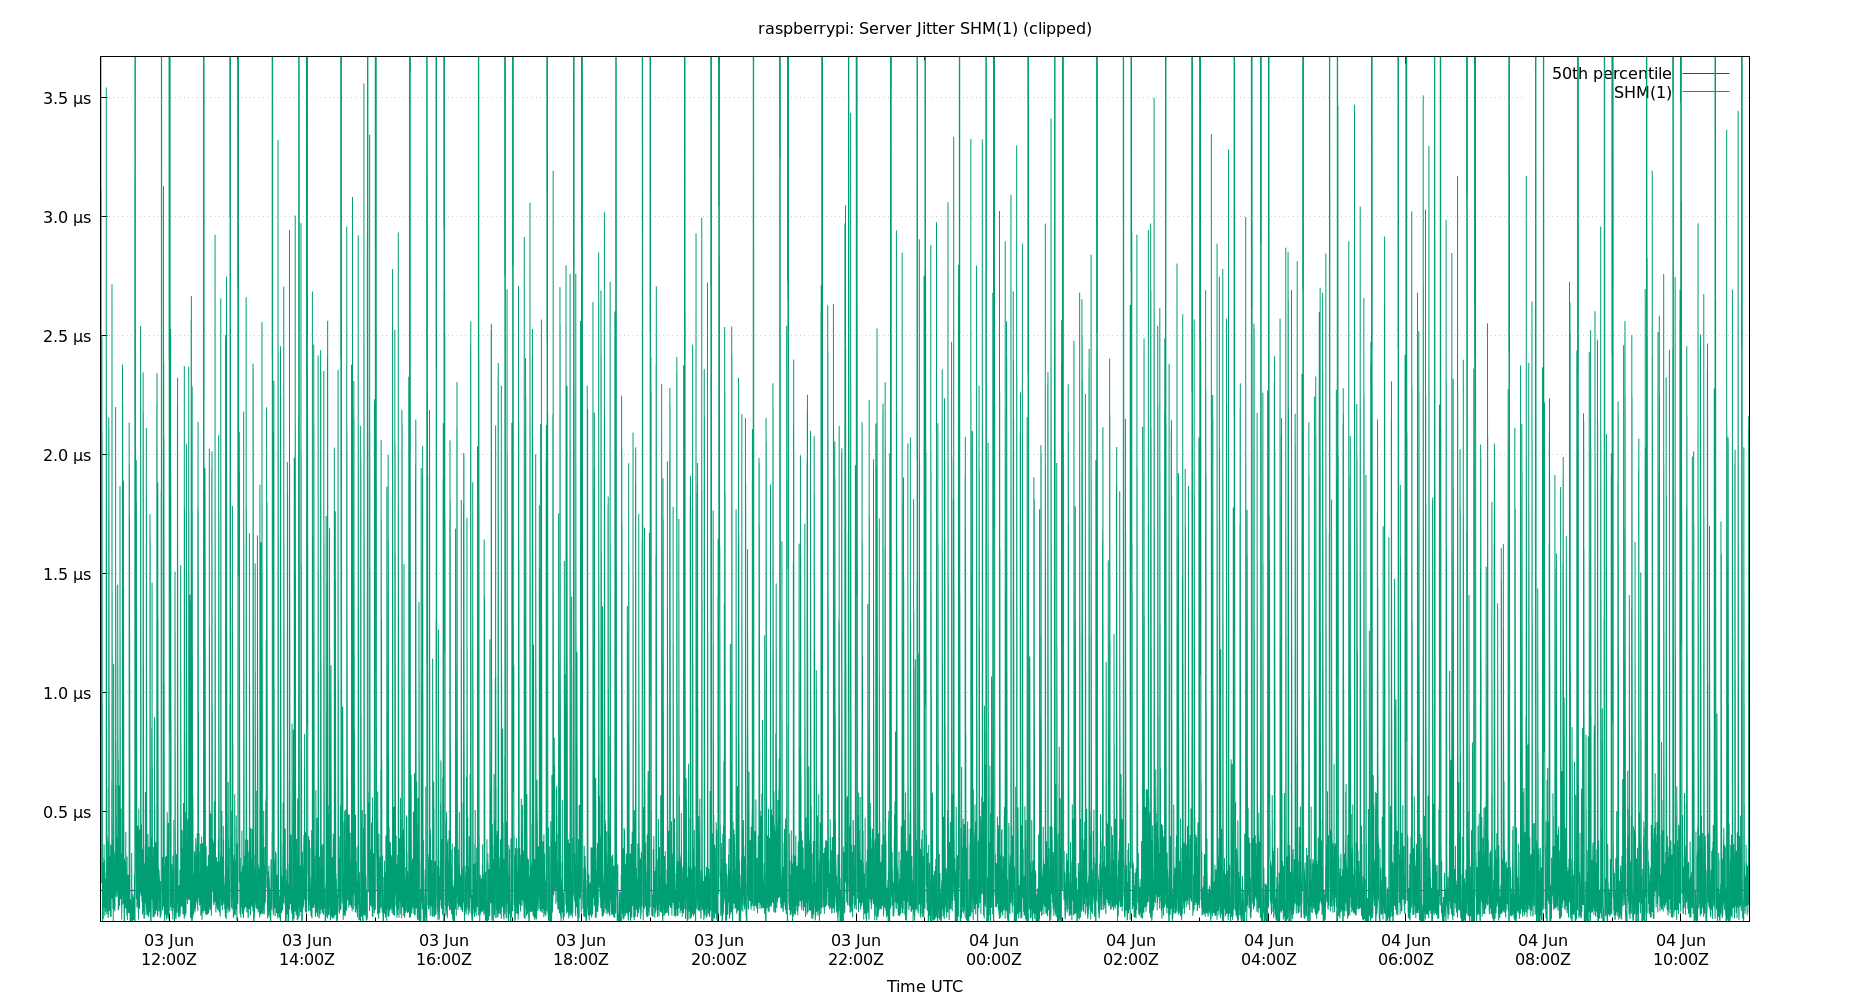 raspberrypi: Server Jitter SHM(1) (clipped)
50th percentile
SHM(1)
3.5 µs
3.0 µs
2.5 µs
2.0 µs
1.5 µs
1.0 µs
0.5 µs
03 Jun 03 Jun 03 Jun 03 Jun 03 Jun 03 Jun 04 Jun 04 Jun 04 Jun 04 Jun 04 Jun 04 Jun
12:00Z 14:00Z 16:00Z 18:00Z 20:00Z 22:00Z 00:00Z 02:00Z 04:00Z 06:00Z 08:00Z 10:00Z
Time UTC